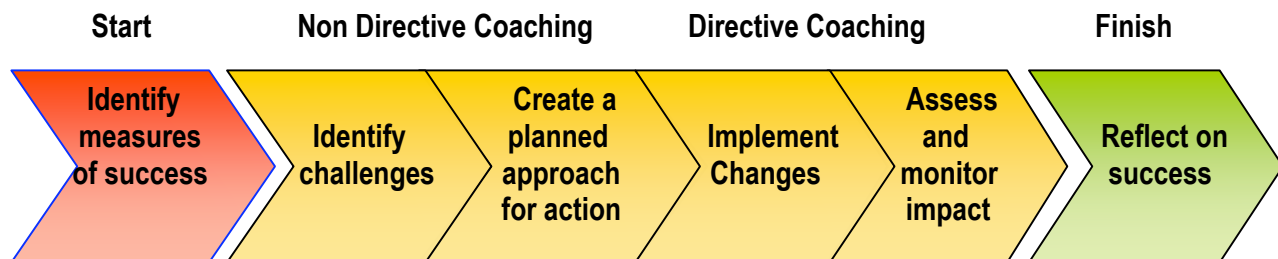 Start
Non Directive Coaching
Directive Coaching
Finish
Identify
measures
of success
Identify
challenges
Create a
planned
approach
for action
Implement
Changes
Assess
and
monitor
impact
Reflect on
success